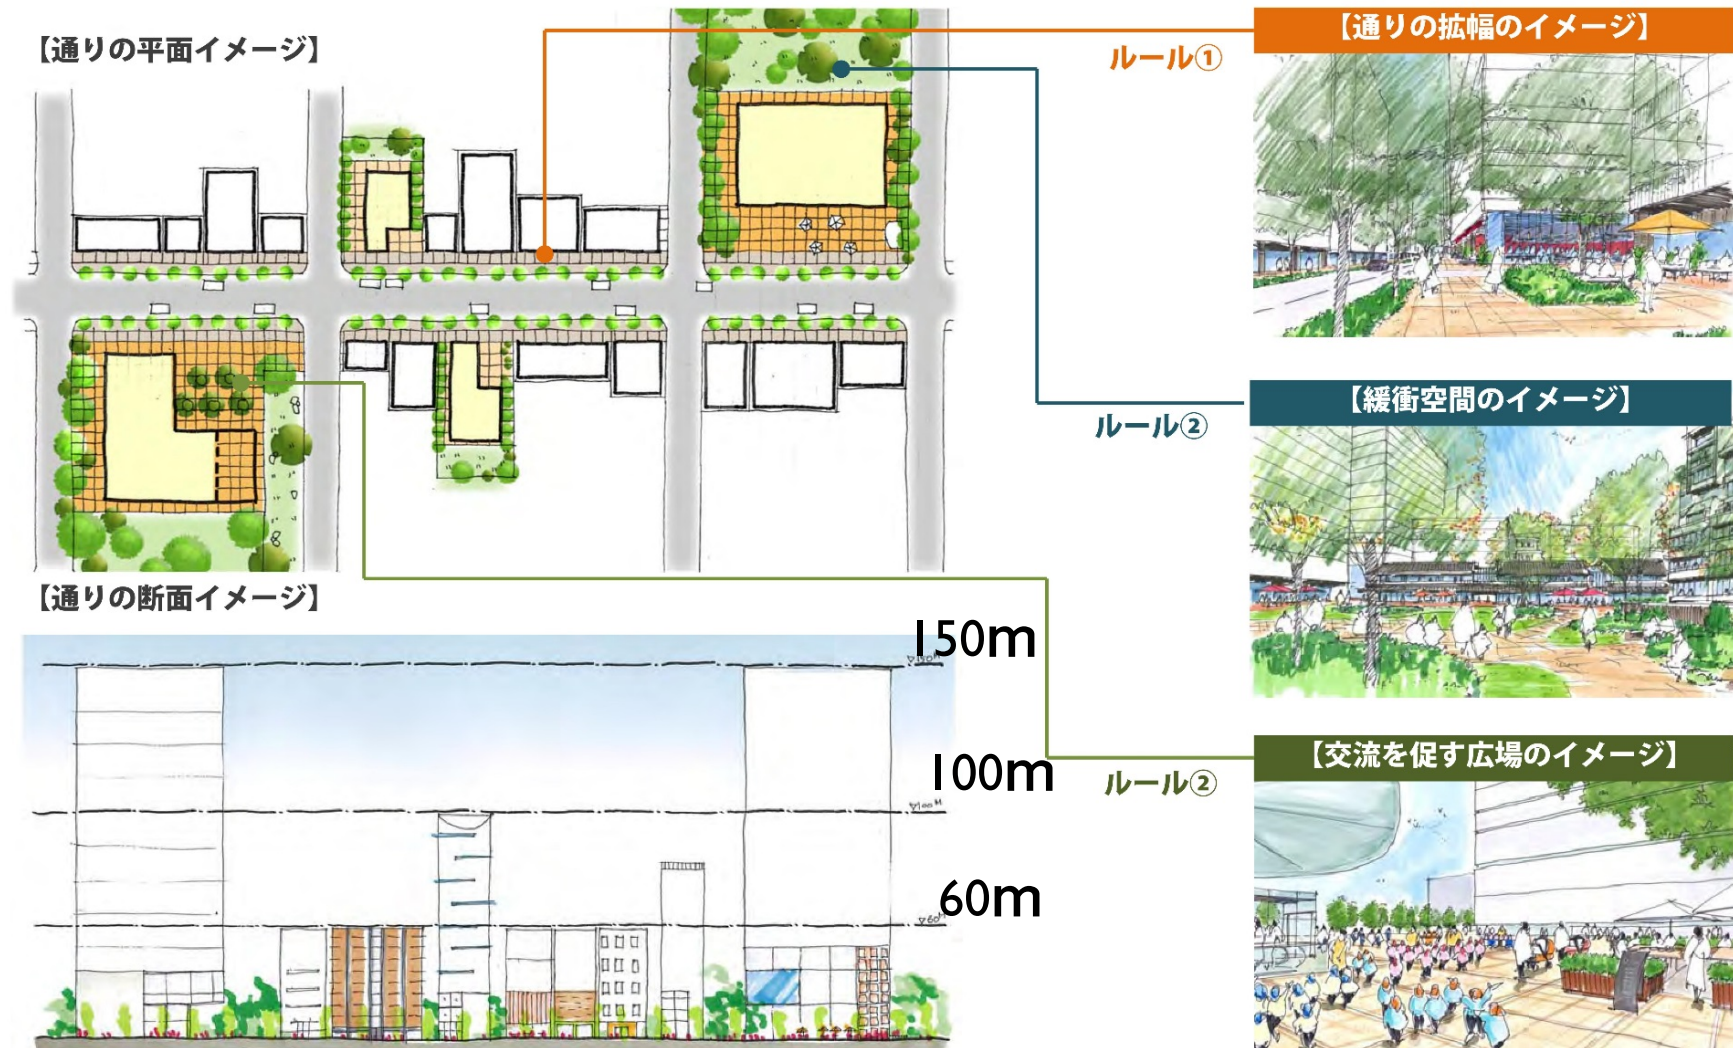 【通りの平面イメージ】
ルール①
【通りの拡幅のイメージ】
ルール②
【緩衝空間のイメージ】
【通りの断面イメージ】
150m
▽150M
100m
▽100M
ルール②
【交流を促す広場のイメージ】
60m
▽60M